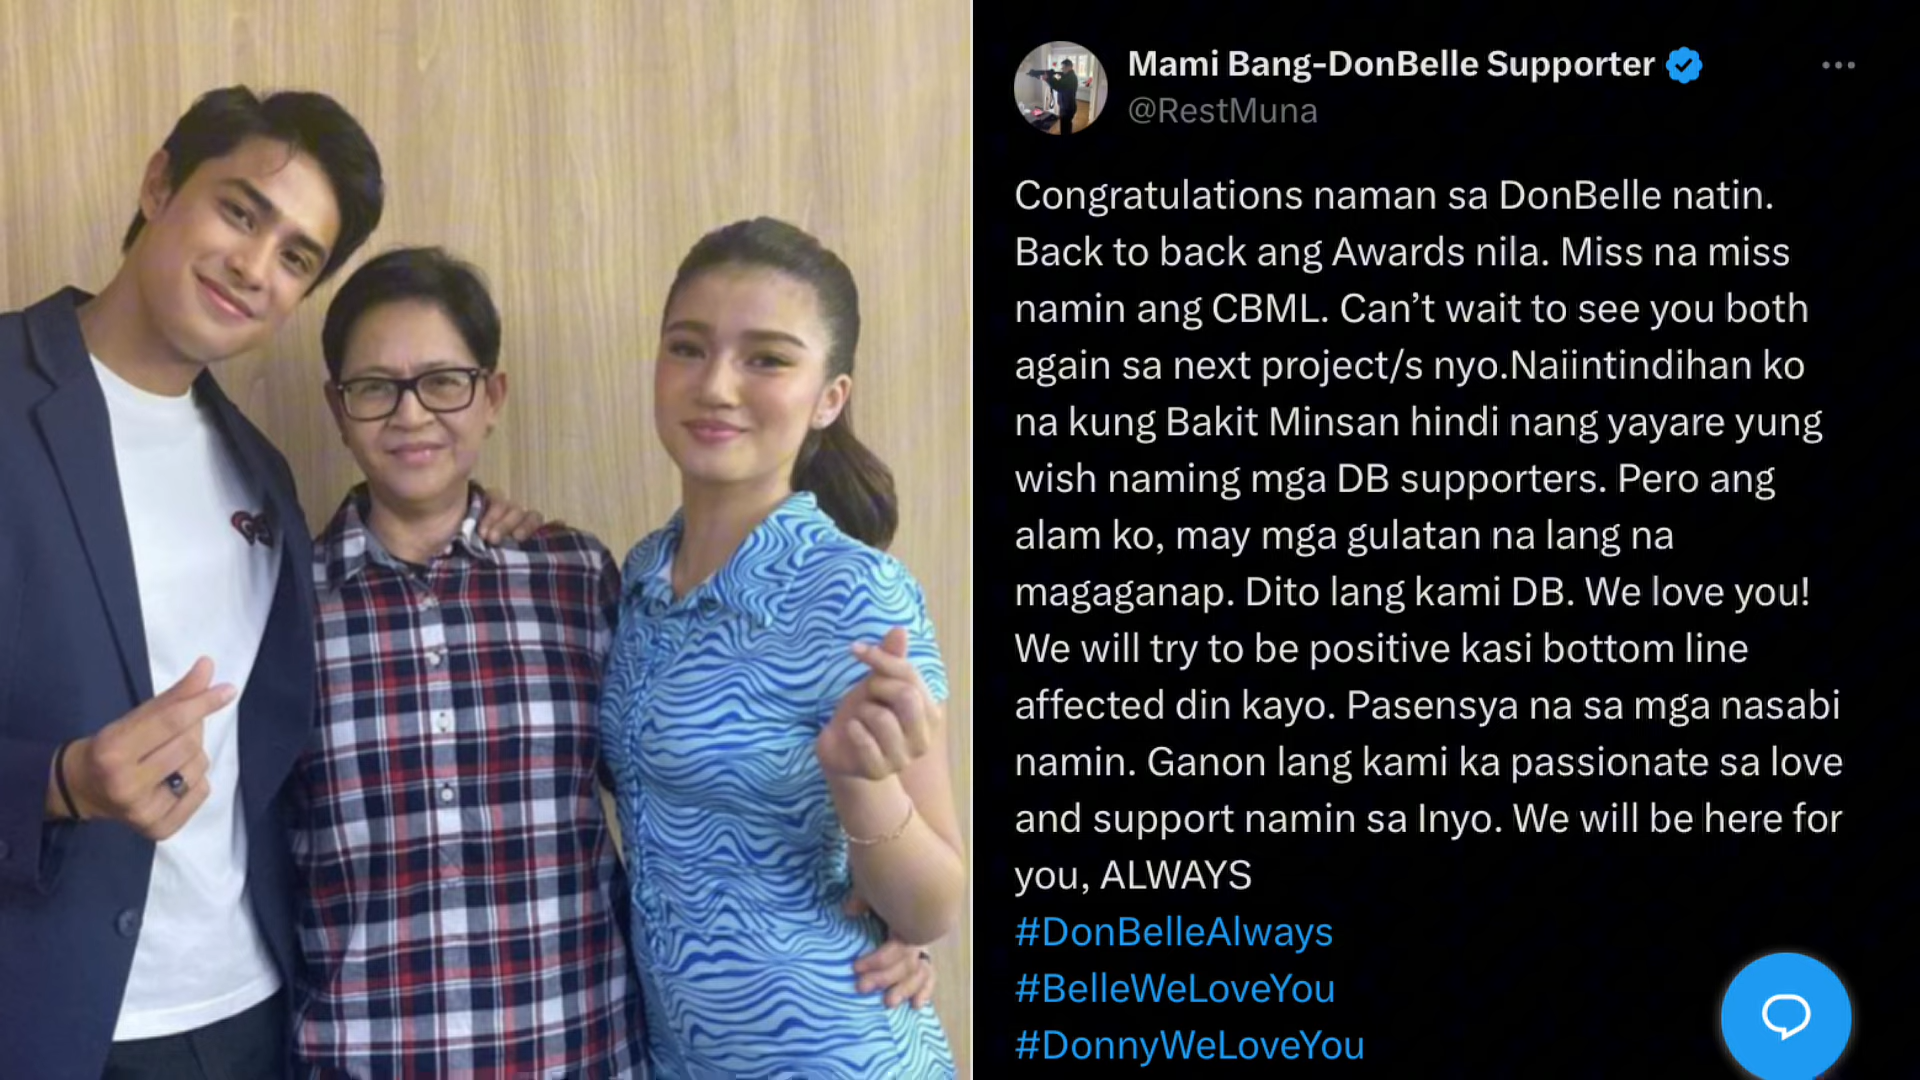 Mami Bang-DonBelle Supporter
@RestMuna
Congratulations naman sa DonBelle natin.
Back to back ang Awards nila. Miss na miss
namin ang CBML. Can’t wait to see you both
again sa next project/s nyo.Naiintindihan ko
na kung Bakit Minsan hindi nang yayare yung
wish naming mga DB supporters. Pero ang
alam ko, may mga gulatan na lang na
magaganap. Dito lang kami DB. We love you!
We will try to be positive kasi bottom line
affected din kayo. Pasensya na sa mga nasabi
namin. Ganon lang kami ka passionate sa love
and support namin sa Inyo. We will be here for
you, ALWAYS
#DonBelleAlways
#BelleWeLoveYou
#DonnyWeLoveYou